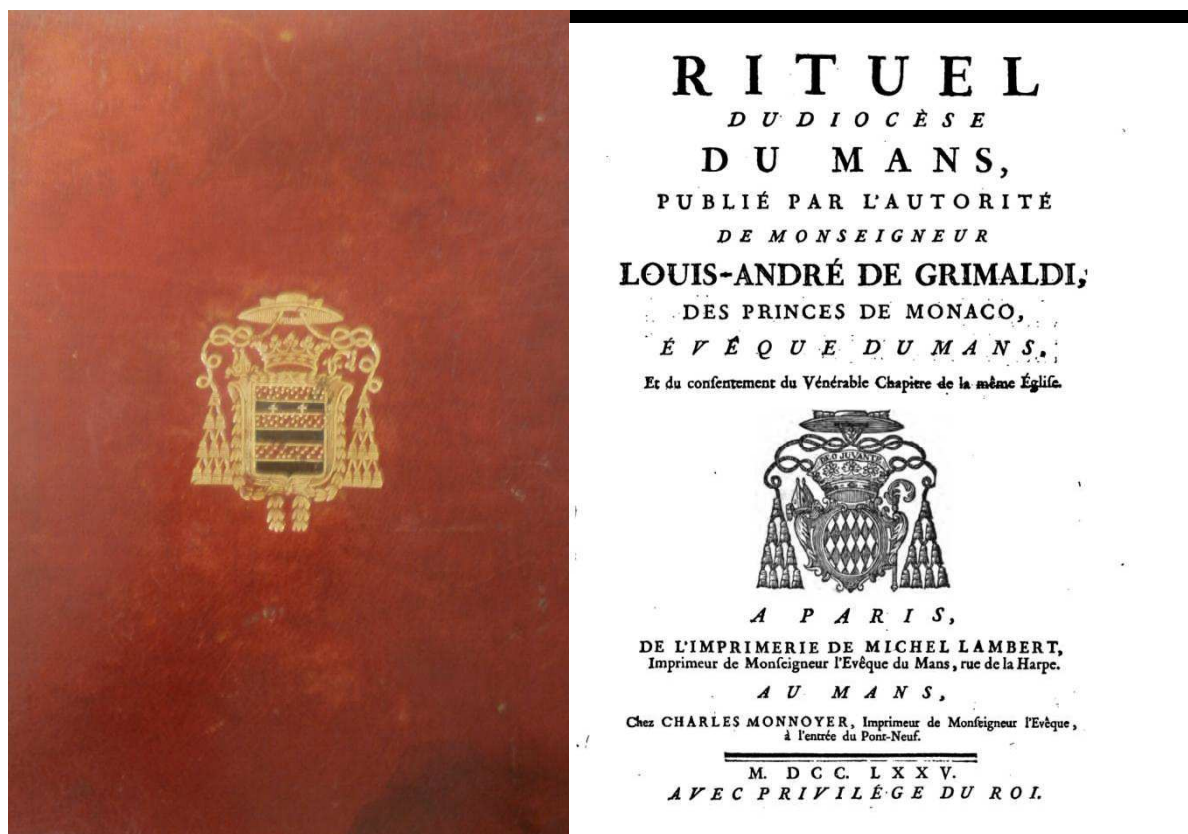 RITUEL
DU DIOCÈSE
DU MANS,
PUBLIÉ PAR L'AUTORITÉ
DE MONSEIGNEUR
LOUIS-ANDRÉ DE GRIMALDI,
DES PRINCES DE MONACO,
ÉVÊQUE DU MANS,
Et du conſentement du Vénérable Chapitre de la même Égliſe.
DEO JUVANTE
A PARIS,
DE L'IMPRIMERIE DE MICHEL LAMBERT,
Imprimeur de Monſeigneur l'Evêque du Mans, rue de la Harpe.
AU MANS,
Chez CHARLES MONNOYER, Imprimeur de Monſeigneur l'Evêque,
à l'entrée du Pont-Neuf.
M. DCC. LXXV.
AVEC PRIVILÉGE DU ROI.